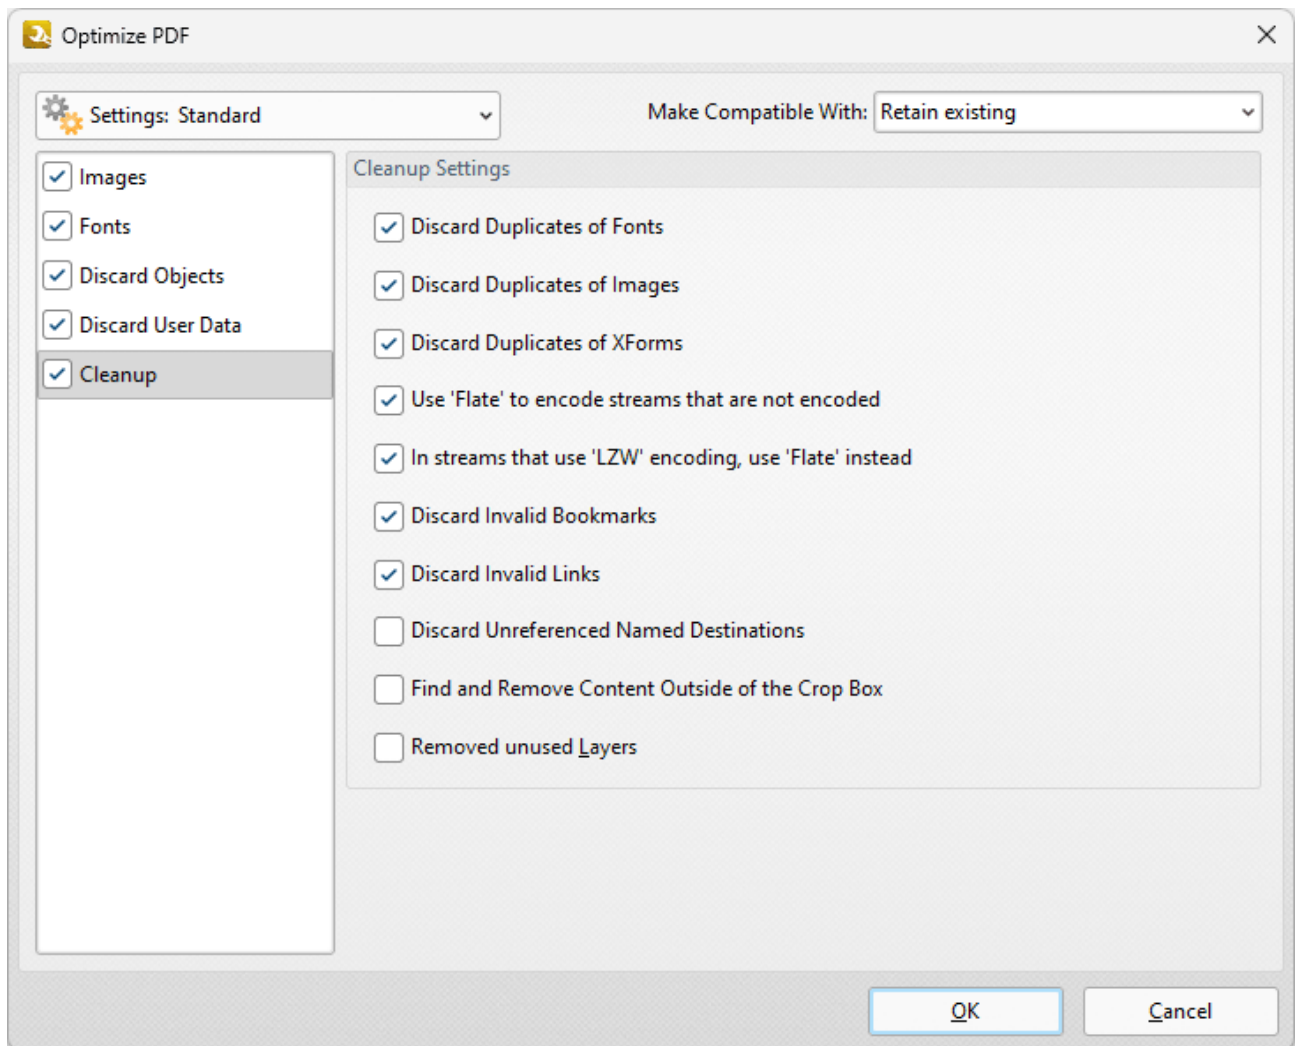 Optimize PDF
Settings: Standard
Make Compatible With: Retain existing
Images
Fonts
Discard Objects
Discard User Data
Cleanup
Cleanup Settings
Discard Duplicates of Fonts
Discard Duplicates of Images
Discard Duplicates of XForms
Use 'Flate' to encode streams that are not encoded
In streams that use 'LZW' encoding, use 'Flate' instead
Discard Invalid Bookmarks
Discard Invalid Links
Discard Unreferenced Named Destinations
Find and Remove Content Outside of the Crop Box
Removed unused Layers
OK
Cancel